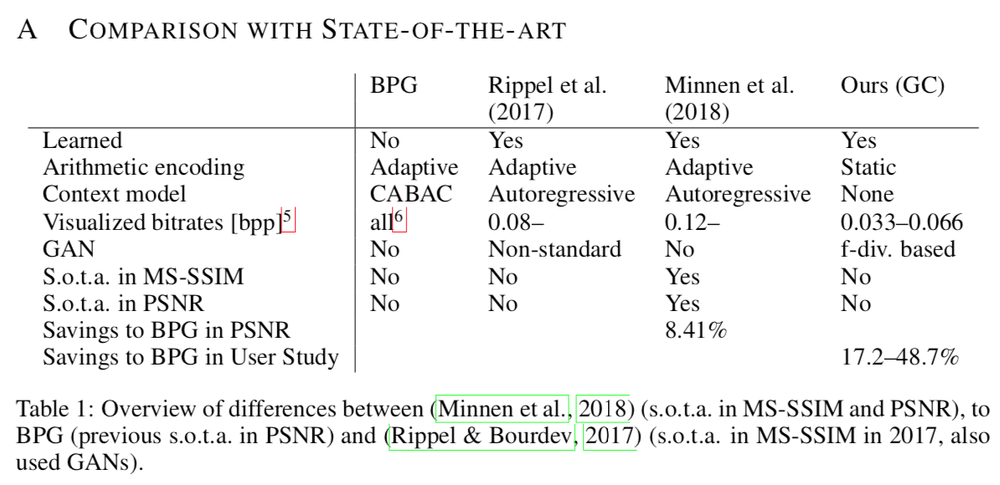 A COMPARISON WITH STATE-OF-THE-ART
BPG Rippel et al. (2017) Minnen et al. (2018) Ours (GC)
Learned No Yes Yes Yes
Arithmetic encoding Adaptive Adaptive Adaptive Static
Context model CABAC Autoregressive Autoregressive None
Visualized bitrates [bpp]5 all6 0.08– 0.12– 0.033–0.066
GAN No Non-standard No f-div. based
S.o.t.a. in MS-SSIM No No Yes No
S.o.t.a. in PSNR No No Yes No
Savings to BPG in PSNR 8.41%
Savings to BPG in User Study 17.2–48.7%
Table 1: Overview of differences between (Minnen et al., 2018) (s.o.t.a. in MS-SSIM and PSNR), to
BPG (previous s.o.t.a. in PSNR) and (Rippel & Bourdev, 2017) (s.o.t.a. in MS-SSIM in 2017, also
used GANs).